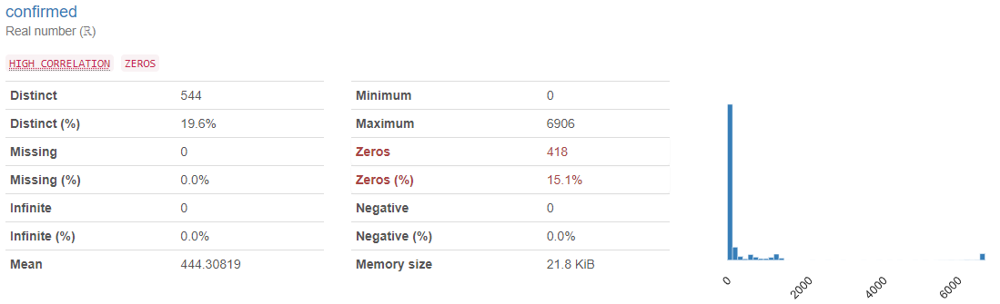 confirmed
Real number (ℝ)
HIGH CORRELATION ZEROS
Distinct 544
Distinct (%) 19.6%
Missing 0
Missing (%) 0.0%
Infinite 0
Infinite (%) 0.0%
Mean 444.30819
Minimum 0
Maximum 6906
Zeros 418
Zeros (%) 15.1%
Negative 0
Negative (%) 0.0%
Memory size 21.8 KiB
0 2000 4000 6000